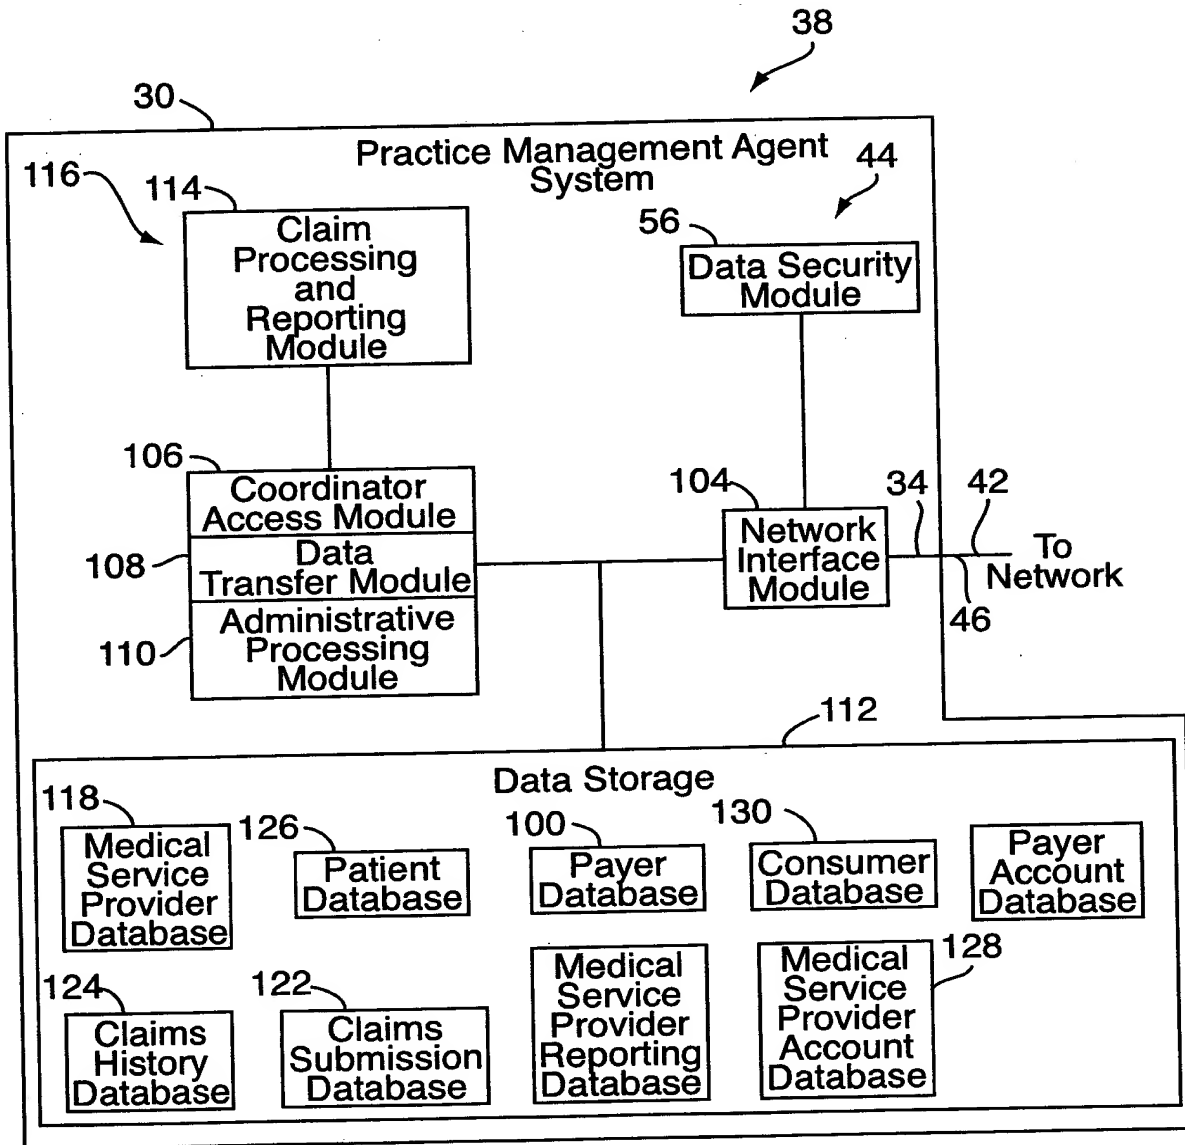 38
30
Practice Management Agent
System
116
114
44
56
Claim
Processing
and
Reporting
Module
Data Security
Module
106
Coordinator
Access Module
108
Data
Transfer Module
110
Administrative
Processing
Module
104
Network
Interface
Module
34
42
46
To
Network
112
Data Storage
118
Medical
Service
Provider
Database
126
Patient
Database
100
Payer
Database
130
Consumer
Database
Payer
Account
Database
124
Claims
History
Database
122
Claims
Submission
Database
Medical
Service
Provider
Reporting
Database
Medical
Service
Provider
Account
Database
128